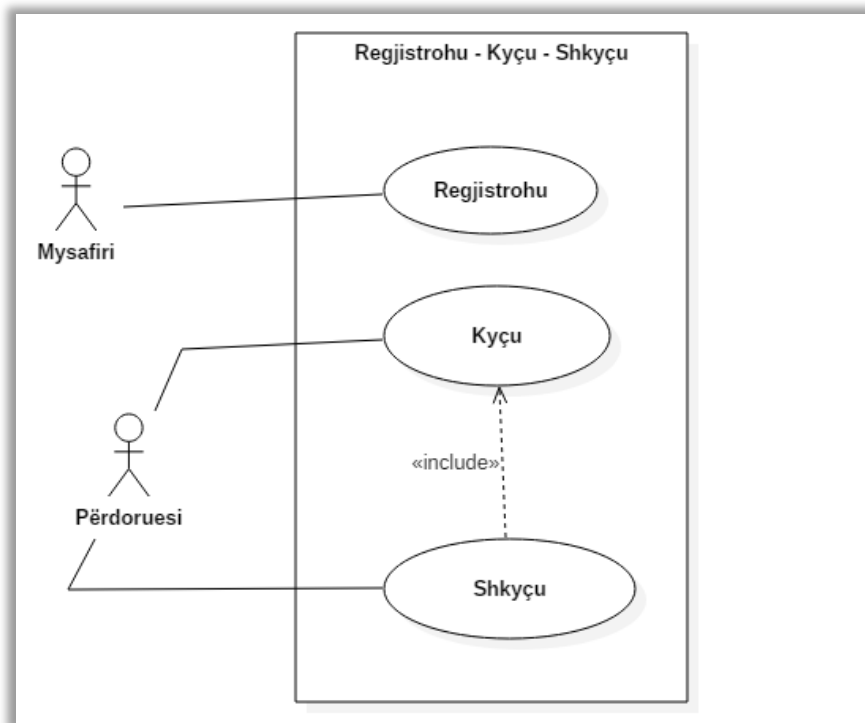 Regjistrohu - Kyçu - Shkyçu
Regjistrohu
Mysafiri
Kyçu
Përdoruesi
«include»
Shkyçu